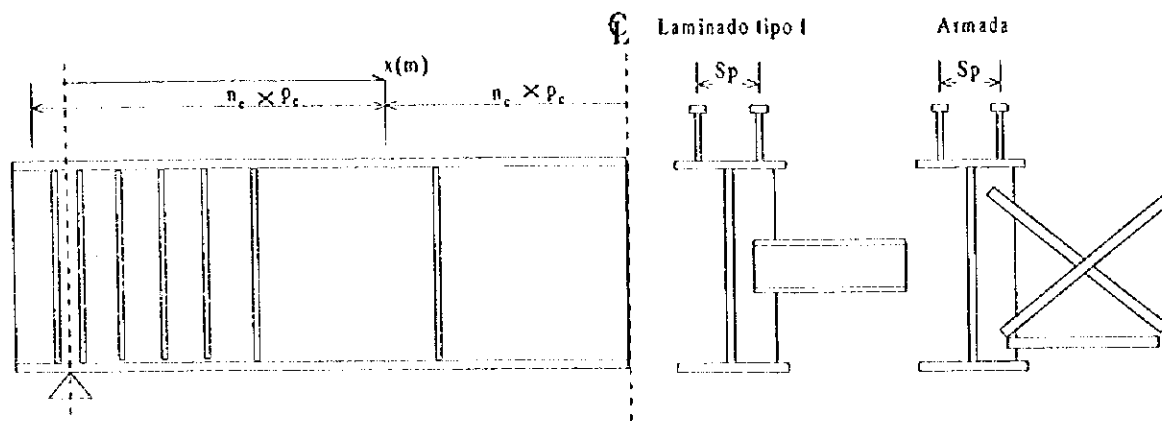 ℄ Laminado tipo I Armada
x(m) Sp Sp
n_c × p_c n_c × p_c